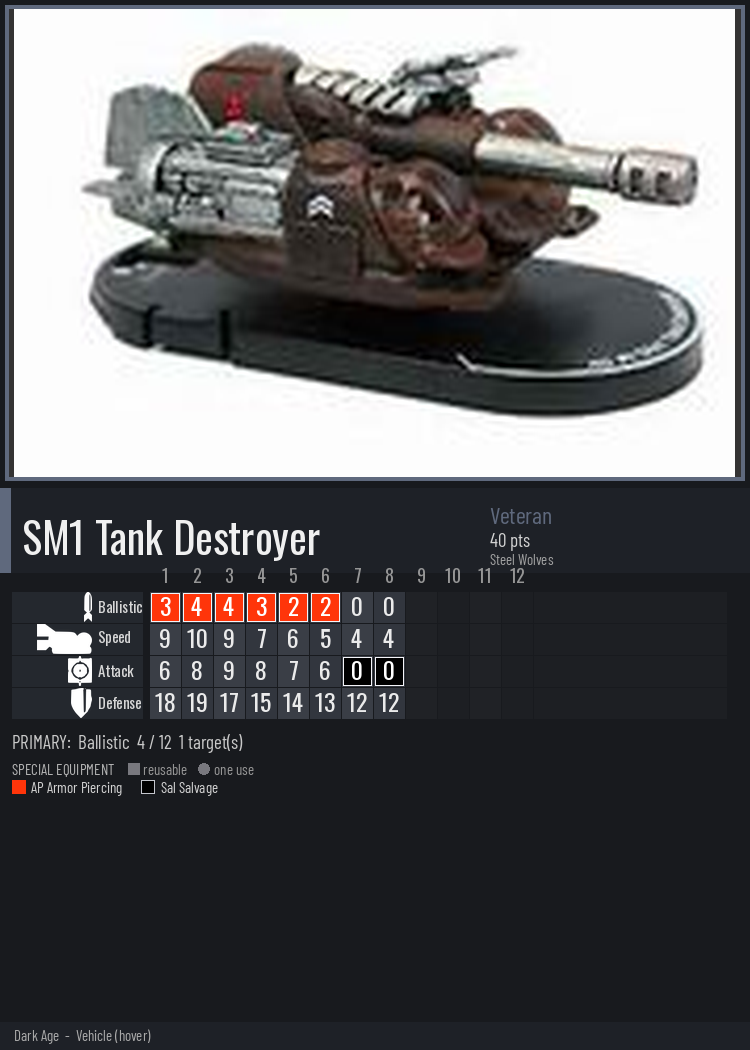 SM1 Tank Destroyer
Veteran
40 pts
Steel Wolves
1 2 3 4 5 6 7 8 9 10 11 12
Ballistic 3 4 4 3 2 2 0 0
Speed 9 10 9 7 6 5 4 4
Attack 6 8 9 8 7 6 0 0
Defense 18 19 17 15 14 13 12 12
PRIMARY: Ballistic 4 / 12 1 target(s)
SPECIAL EQUIPMENT reusable one use
AP Armor Piercing Sal Salvage
Dark Age - Vehicle (hover)